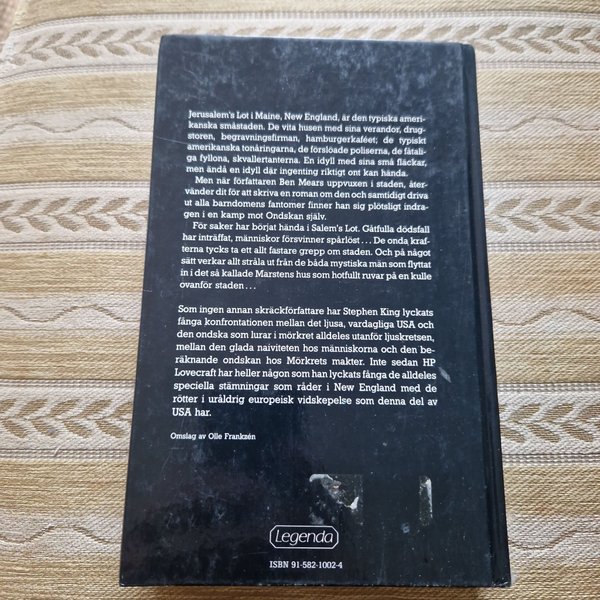 Jerusalem's Lot i Maine, New England, är den typiska ameri-
kanska småstaden. De vita husen med sina verandor, drug-
storen, begravningsfirman, hamburgerkaféet; de typiskt
amerikanska tonåringarna, de försloade poliserna, de fåtali-
ga fyllona, skvallertanterna. En idyll med sina små fläckar,
men ändå en idyll där ingenting riktigt ont kan hända.
Men när författaren Ben Mears uppvuxen i staden, åter-
vänder dit för att skriva en roman om den och samtidigt driva
ut alla barndomens fantomer finner han sig plötsligt indra-
gen i en kamp mot Ondskan själv.
För saker har börjat hända i Salem's Lot. Gåtfulla dödsfall
har inträffat, människor försvinner spårlöst... De onda kraf-
terna tycks ta ett allt fastare grepp om staden. Och på något
sätt verkar allt stråla ut från de båda mystiska män som flyttat
in i det så kallade Marstens hus som hotfullt ruvar på en kulle
ovanför staden...
Som ingen annan skräckförfattare har Stephen King lyckats
fånga konfrontationen mellan det ljusa, vardagliga USA och
den ondska som lurar i mörkret alldeles utanför ljuskretsen,
mellan den glada naiviteten hos människorna och den be-
räknande ondskan hos Mörkrets makter. Inte sedan HP
Lovecraft har heller någon som han lyckats fånga de alldeles
speciella stämningar som råder i New England med de
rötter i uråldrig europeisk vidskepelse som denna del av
USA har.
Omslag av Olle Frankzén
Legenda
ISBN 91-582-1002-4